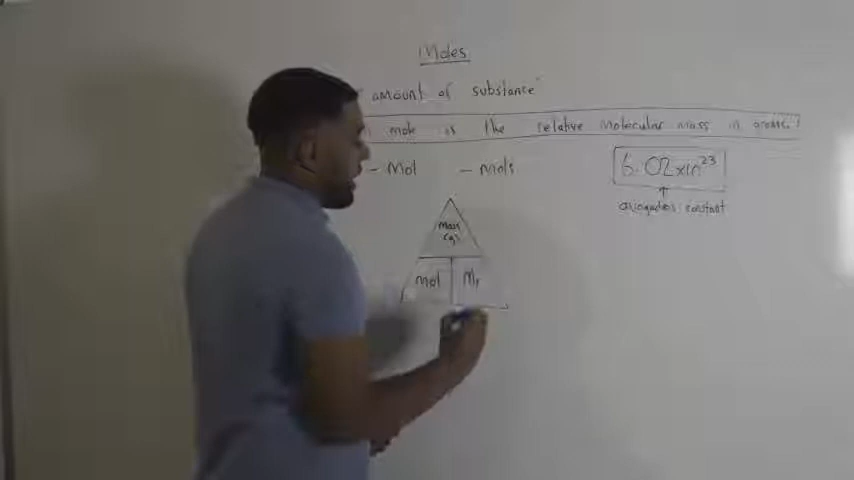 Moles
amount of substance"
mole is the relative molecular mass in grams.
- Mol - mols
6.02x10²³
avogadros constant
Mass
(g)
mol Mr